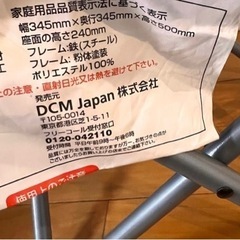 家庭用品品質表示法に基づく表示
幅345mm×奥行345mm×高さ500mm
座面の高さ240mm
フレーム:鉄(スチール)
フレーム:粉体塗装
ポリエステル100%
直射日光又は熱を避けて下さい。
発売元
DCM Japan 株式会社
〒105-0014
東京都港区芝1-5-11
フリーコール受付窓口
0120-042110
使用上のご注意